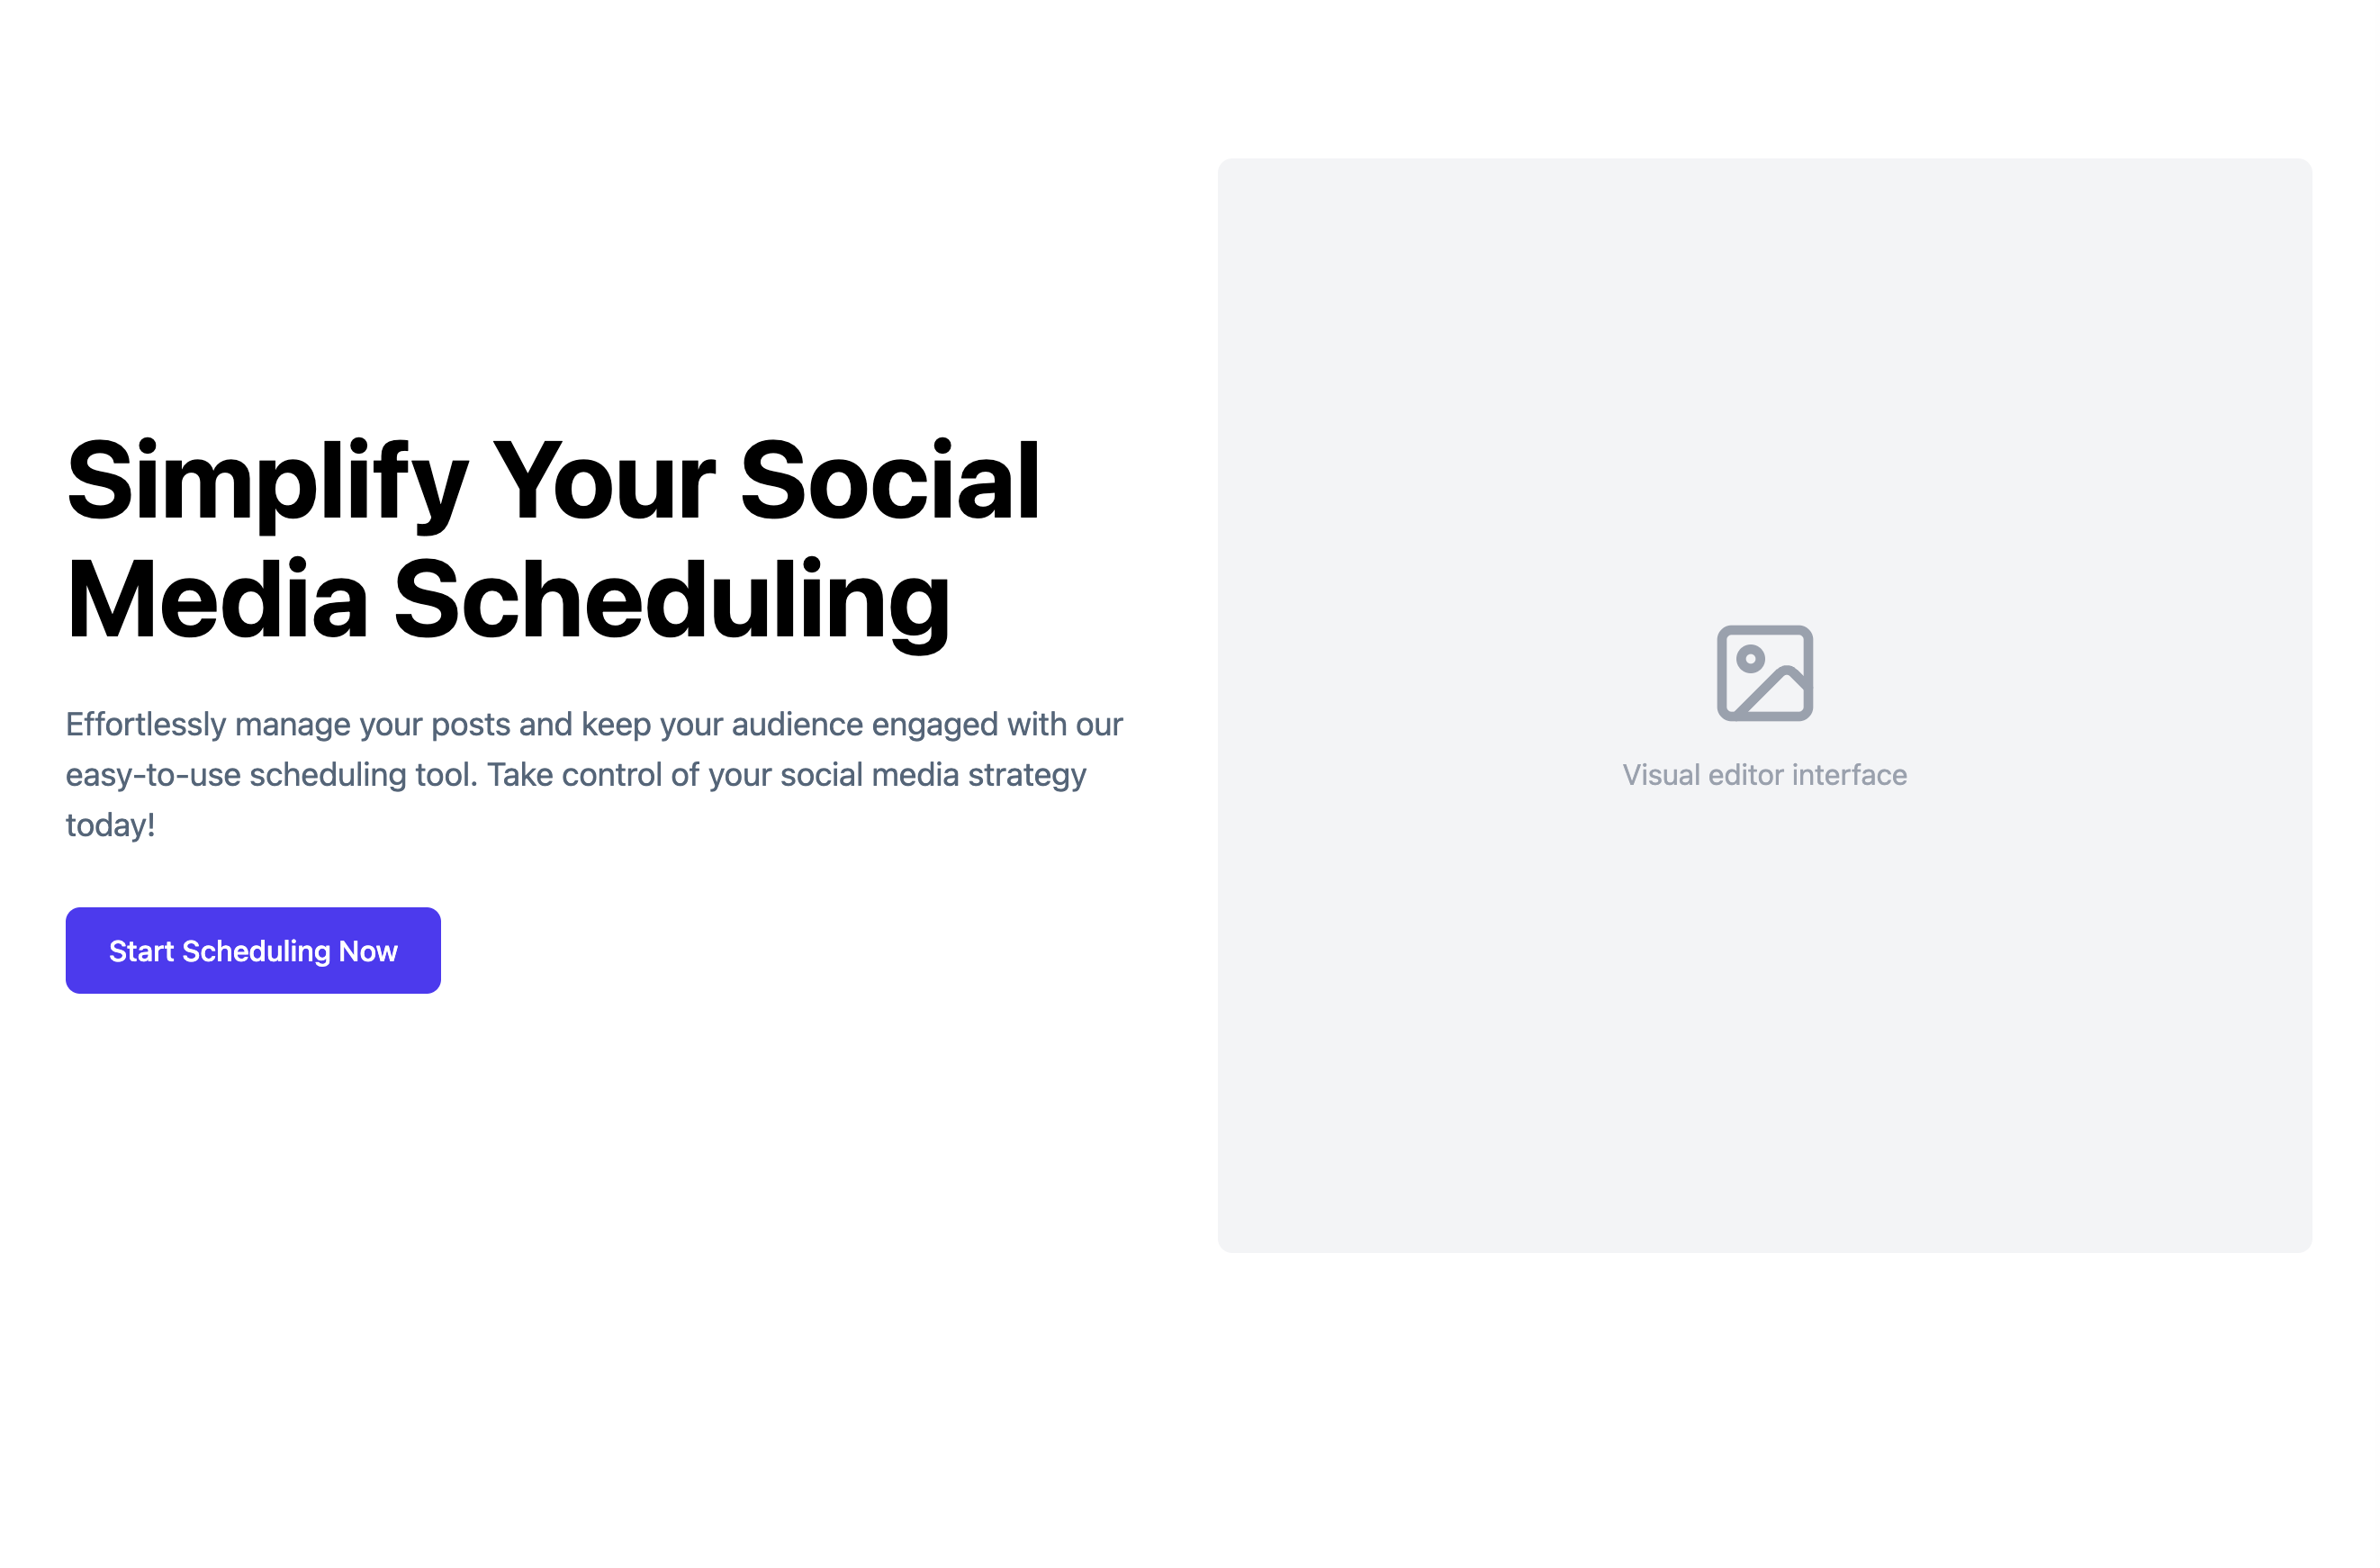 Simplify Your Social
Media Scheduling
Effortlessly manage your posts and keep your audience engaged with our
easy-to-use scheduling tool. Take control of your social media strategy
today!
Start Scheduling Now
Visual editor interface